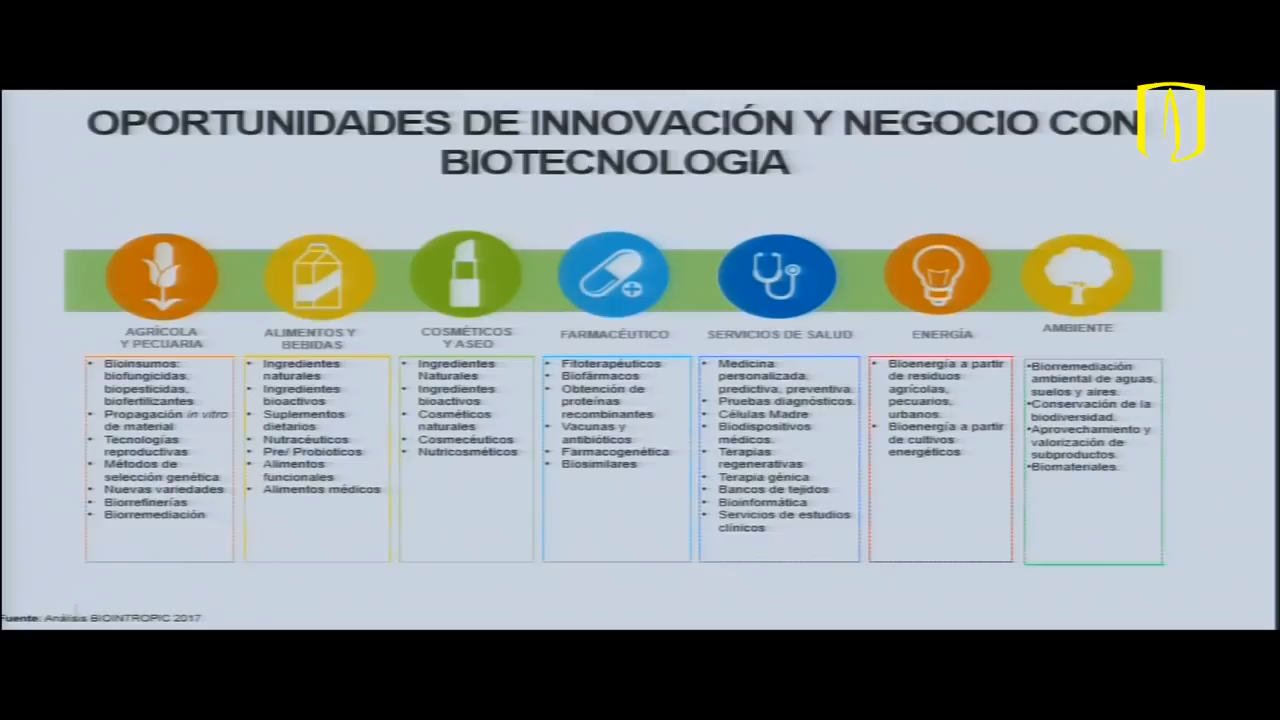 OPORTUNIDADES DE INNOVACIÓN Y NEGOCIO CON
BIOTECNOLOGIA
AGRÍCOLA
Y PECUARIA
• Bioinsumos:
biofungicidas,
biopesticidas,
biofertilizantes
• Propagación in vitro
de material
• Tecnologías
reproductivas
• Métodos de
selección genética
• Nuevas variedades
• Biorrefinerías
• Biorremediación
ALIMENTOS Y
BEBIDAS
• Ingredientes
naturales
• Ingredientes
bioactivos
• Suplementos
dietarios
• Nutracéuticos
• Pre/ Probioticos
• Alimentos
funcionales
• Alimentos médicos
COSMÉTICOS
Y ASEO
• Ingredientes
Naturales
• Ingredientes
bioactivos
• Cosméticos
naturales
• Cosmecéuticos
• Nutricosméticos
FARMACÉUTICO
• Fitoterapéuticos
• Biofármacos
• Obtención de
proteínas
recombinantes
• Vacunas y
antibióticos
• Farmacogenética
• Biosimilares
SERVICIOS DE SALUD
• Medicina
personalizada,
predictiva, preventiva.
• Pruebas diagnósticos.
• Células Madre
• Biodispositivos
médicos.
• Terapias
regenerativas
• Terapia génica
• Bancos de tejidos
• Bioinformática
• Servicios de estudios
clínicos
ENERGÍA
• Bioenergía a partir
de residuos
agrícolas,
pecuarios,
urbanos.
• Bioenergía a partir
de cultivos
energéticos
AMBIENTE
•Biorremediación
ambiental de aguas,
suelos y aires.
•Conservación de la
biodiversidad.
•Aprovechamiento y
valorización de
subproductos.
•Biomateriales.
Fuente: Análisis BIOINTROPIC 2017